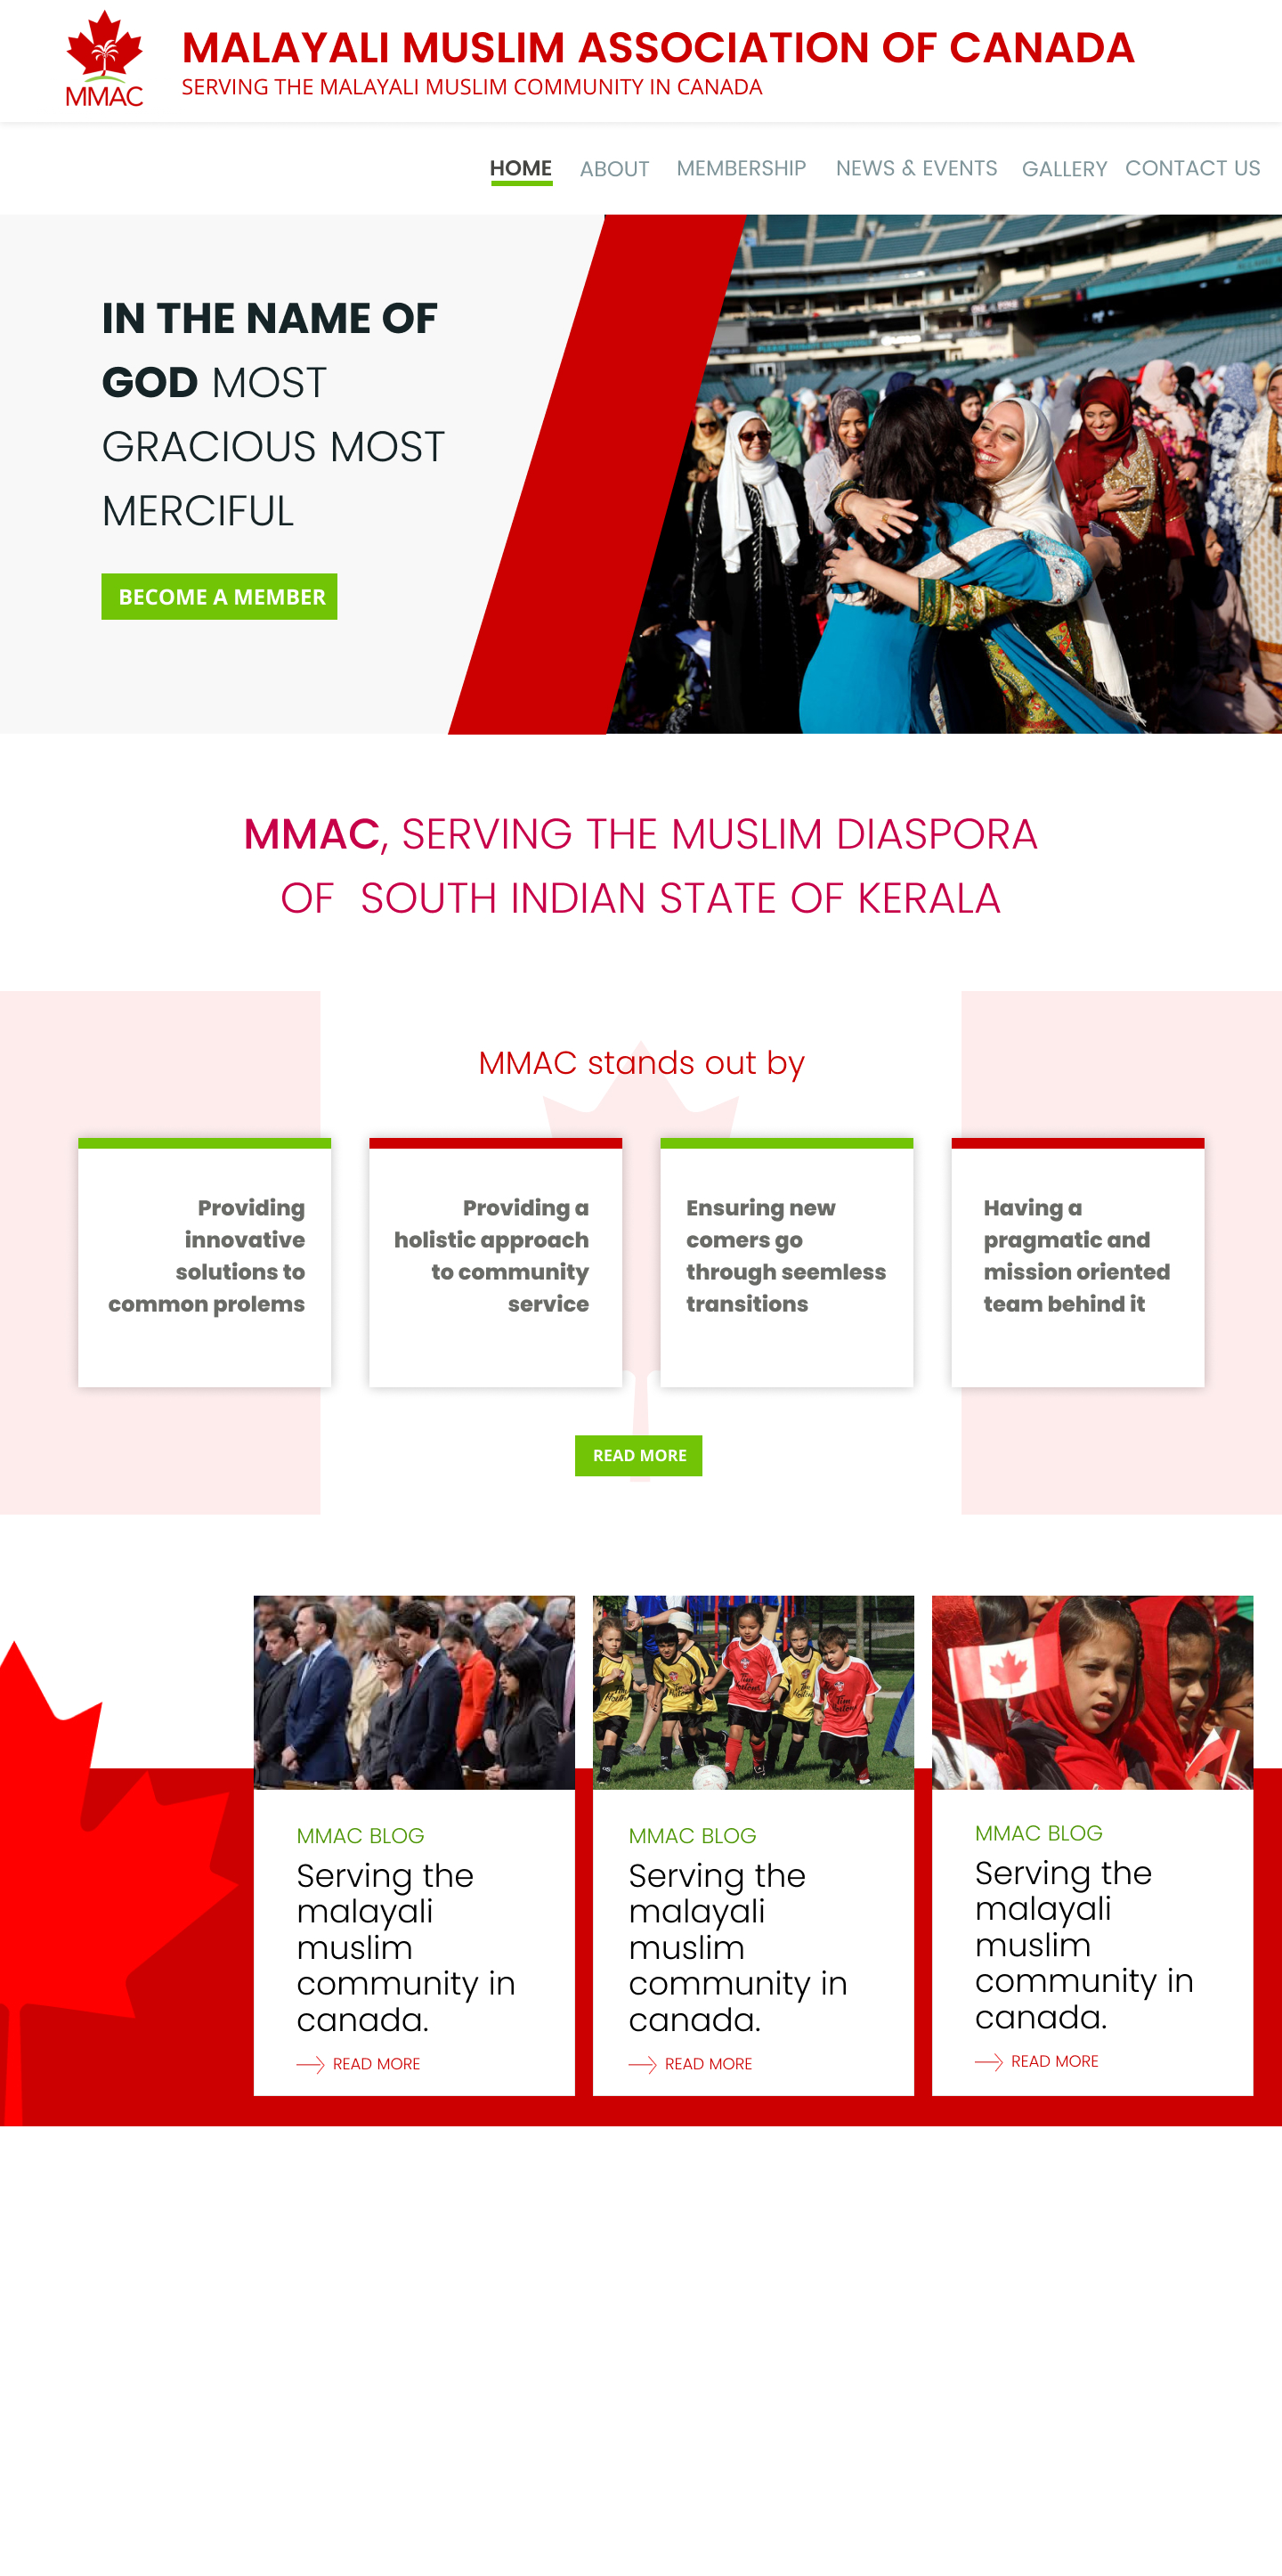 MALAYALI MUSLIM ASSOCIATION OF CANADA
SERVING THE MALAYALI MUSLIM COMMUNITY IN CANADA
MMAC
HOME ABOUT MEMBERSHIP NEWS & EVENTS GALLERY CONTACT US
IN THE NAME OF
GOD MOST
GRACIOUS MOST
MERCIFUL
BECOME A MEMBER
MMAC, SERVING THE MUSLIM DIASPORA
OF SOUTH INDIAN STATE OF KERALA
MMAC stands out by
Providing
innovative
solutions to
common prolems
Providing a
holistic approach
to community
service
Ensuring new
comers go
through seemless
transitions
Having a
pragmatic and
mission oriented
team behind it
READ MORE
MMAC BLOG
Serving the
malayali
muslim
community in
canada.
READ MORE
Tim
Hortons
MMAC BLOG
Serving the
malayali
muslim
community in
canada.
READ MORE
MMAC BLOG
Serving the
malayali
muslim
community in
canada.
READ MORE